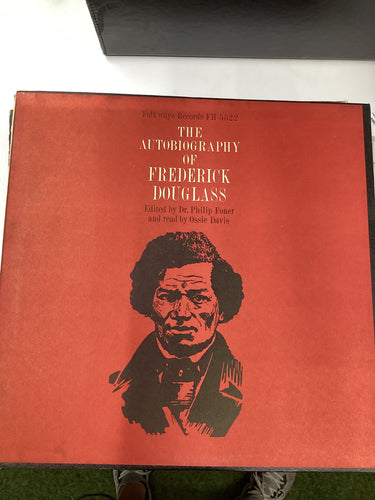 Folkways Records FH 5522
THE
AUTOBIOGRAPHY
OF
FREDERICK
DOUGLASS
Edited by Dr. Philip Foner
and read by Ossie Davis